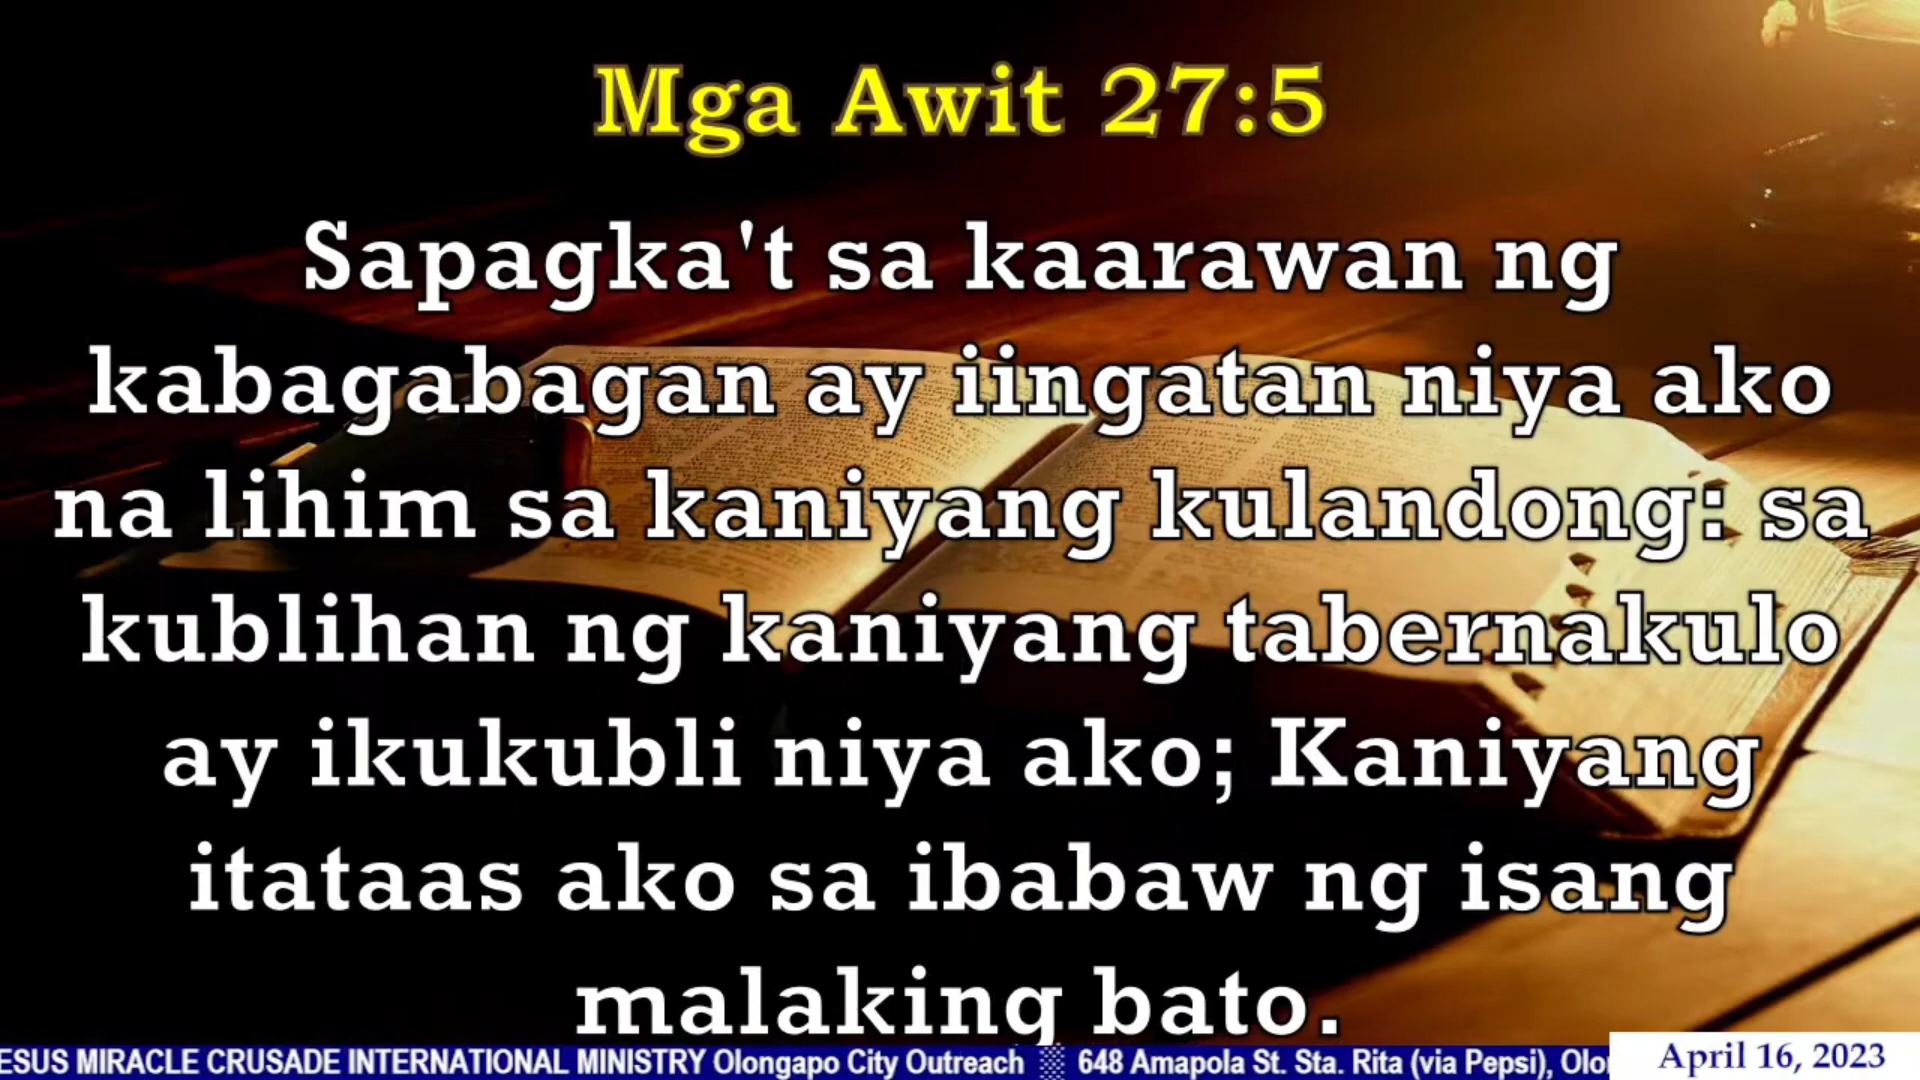 Mga Awit 27:5
Sapagka't sa kaarawan ng
kabagabagan ay iingatan niya ako
na lihim sa kaniyang kulandong: sa
kublihan ng kaniyang tabernakulo
ay ikukubli niya ako; Kaniyang
itataas ako sa ibabaw ng isang
malaking bato.
ESUS MIRACLE CRUSADE INTERNATIONAL MINISTRY Olongapo City Outreach ░ 648 Amapola St. Sta. Rita (via Pepsi), Olo
April 16, 2023